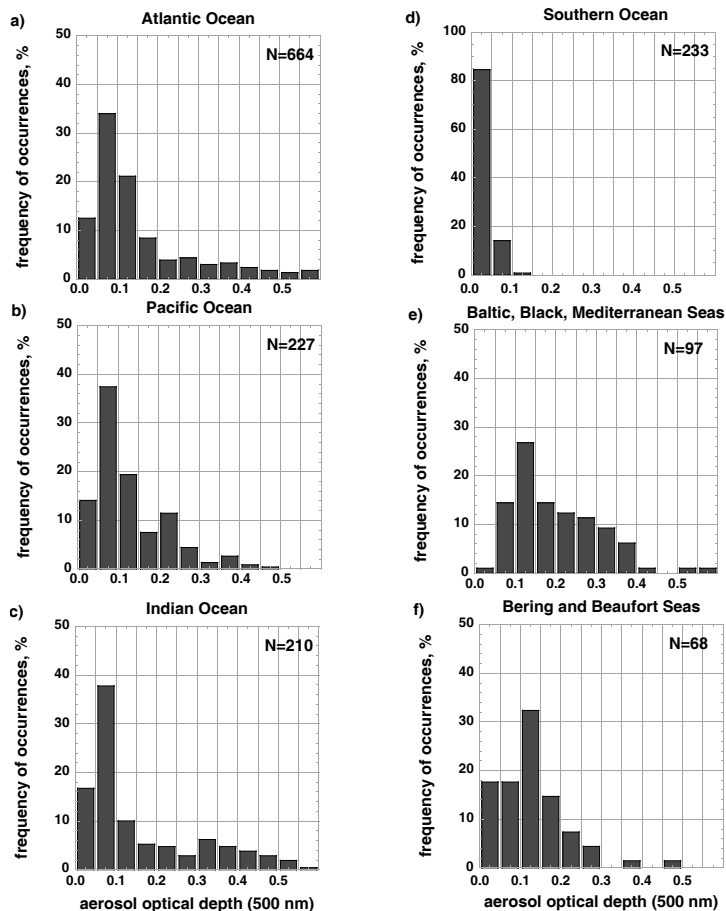 a)
Atlantic Ocean
N=664
frequency of occurrences, %
50
40
30
20
10
0
0.0 0.1 0.2 0.3 0.4 0.5
b)
Pacific Ocean
N=227
frequency of occurrences, %
50
40
30
20
10
0
0.0 0.1 0.2 0.3 0.4 0.5
c)
Indian Ocean
N=210
frequency of occurrences, %
50
40
30
20
10
0
0.0 0.1 0.2 0.3 0.4 0.5
aerosol optical depth (500 nm)
d)
Southern Ocean
N=233
frequency of occurrences, %
100
80
60
40
20
0
0.0 0.1 0.2 0.3 0.4 0.5
e)
Baltic, Black, Mediterranean Seas
N=97
frequency of occurrences, %
50
40
30
20
10
0
0.0 0.1 0.2 0.3 0.4 0.5
f)
Bering and Beaufort Seas
N=68
frequency of occurrences, %
50
40
30
20
10
0
0.0 0.1 0.2 0.3 0.4 0.5
aerosol optical depth (500 nm)